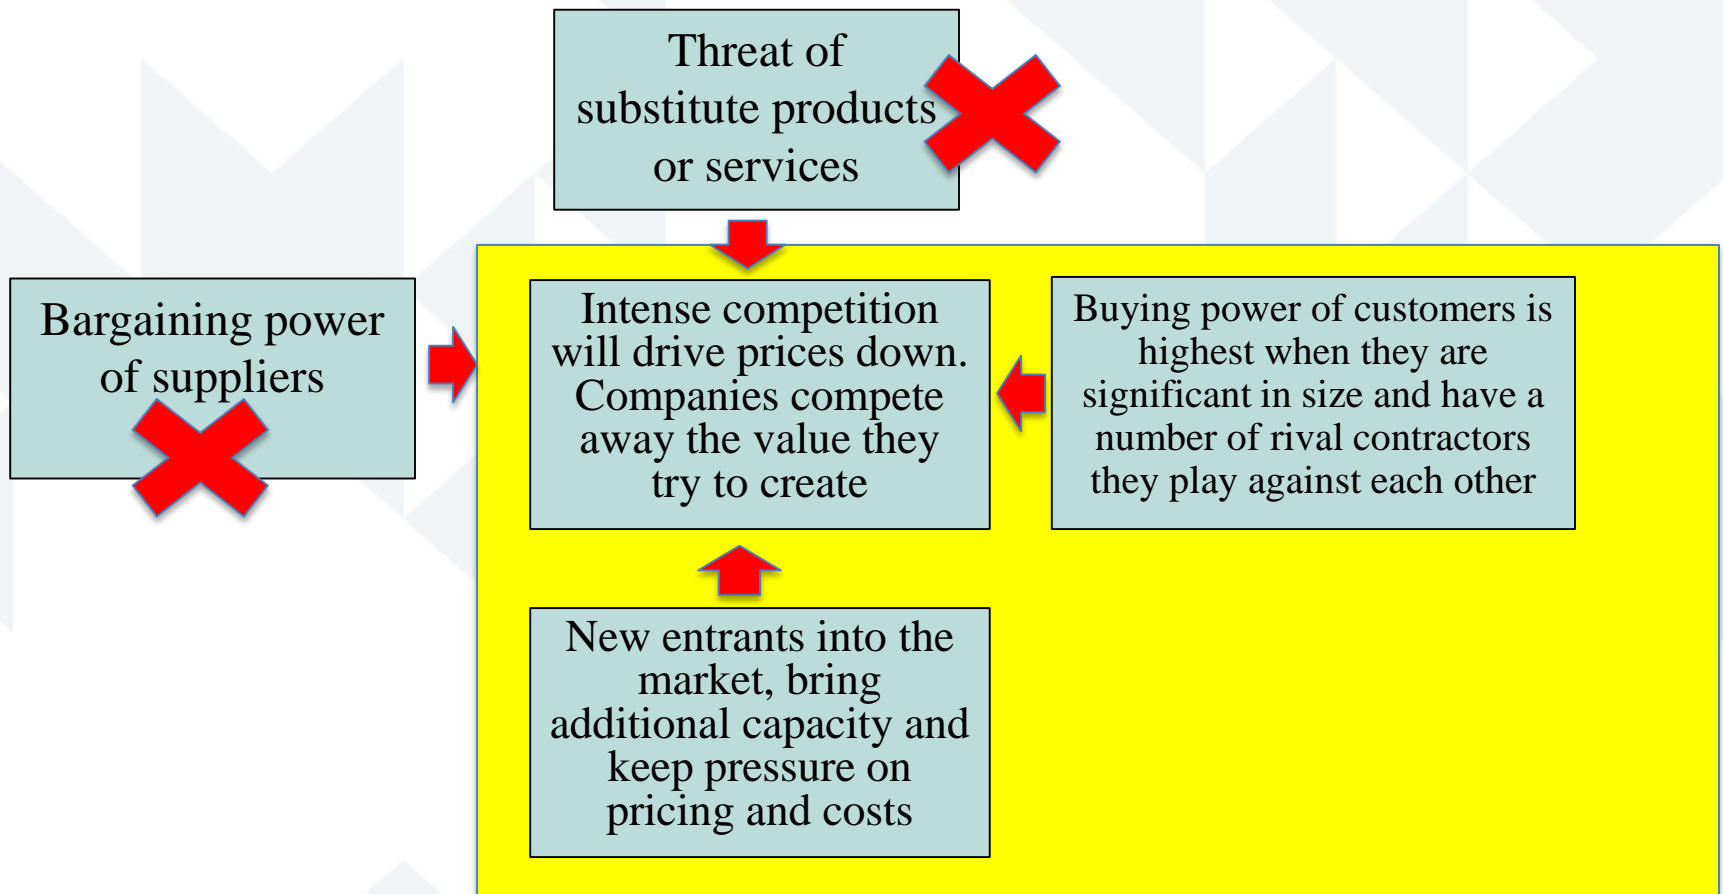 Threat of
substitute products
or services
Bargaining power
of suppliers
Intense competition
will drive prices down.
Companies compete
away the value they
try to create
Buying power of customers is
highest when they are
significant in size and have a
number of rival contractors
they play against each other
New entrants into the
market, bring
additional capacity and
keep pressure on
pricing and costs